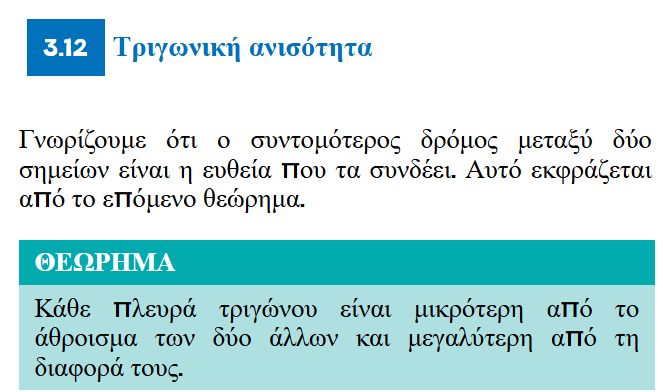 3.12 Τριγωνική ανισότητα
Γνωρίζουμε ότι ο συντομότερος δρόμος μεταξύ δύο
σημείων είναι η ευθεία που τα συνδέει. Αυτό εκφράζεται
από το επόμενο θεώρημα.
ΘΕΩΡΗΜΑ
Κάθε πλευρά τριγώνου είναι μικρότερη από το
άθροισμα των δύο άλλων και μεγαλύτερη από τη
διαφορά τους.